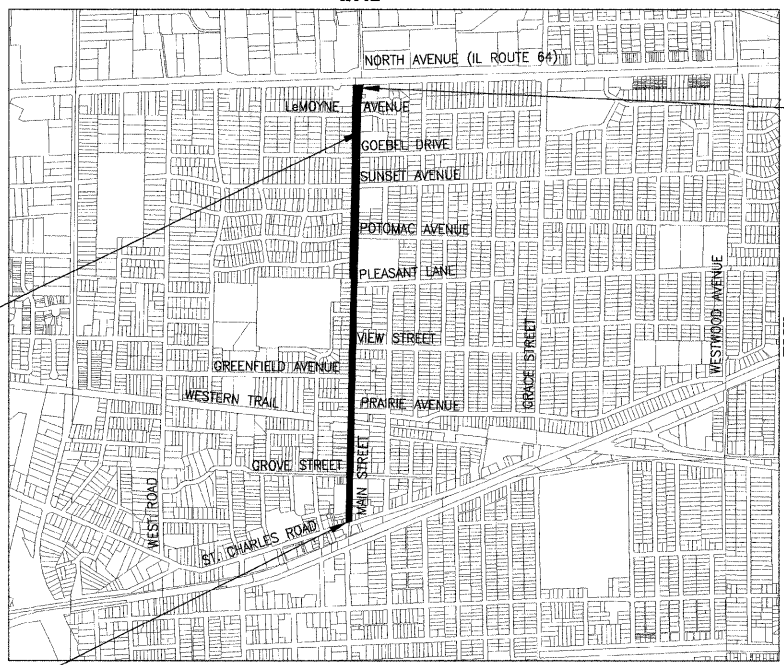 NORTH AVENUE (IL ROUTE 64)
LeMOYNE AVENUE
GOEBEL DRIVE
SUNSET AVENUE
POTOMAC AVENUE
PLEASANT LANE
VIEW STREET
GREENFIELD AVENUE
WESTERN TRAIL
PRAIRIE AVENUE
GROVE STREET
MAIN STREET
GRACE STREET
WESTWOOD AVENUE
WEST ROAD
ST. CHARLES ROAD